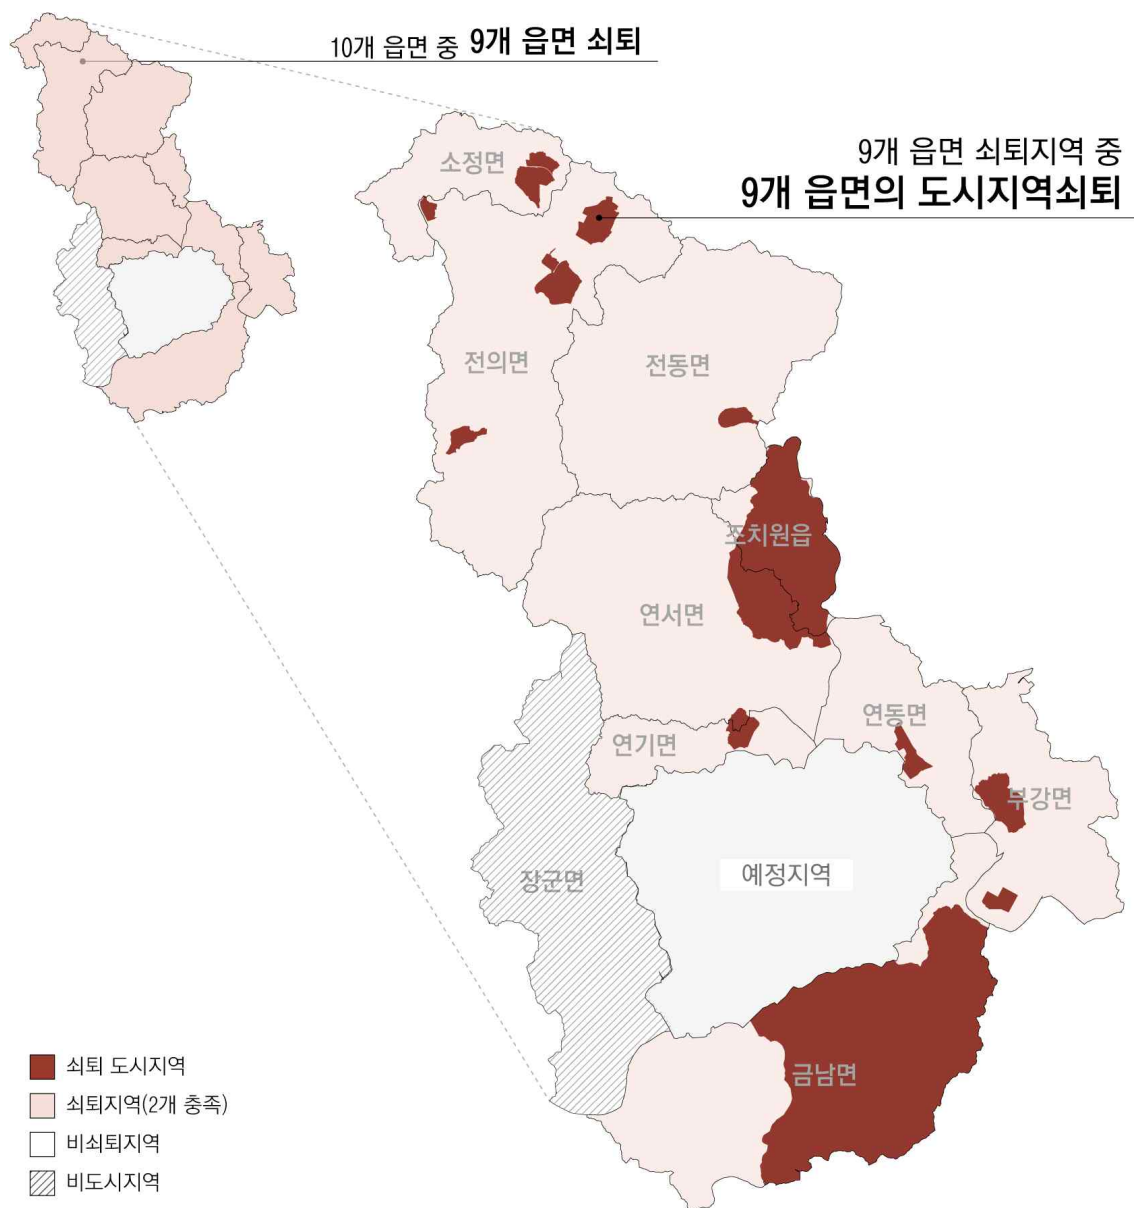 10개 읍면 중 9개 읍면 쇠퇴
9개 읍면 쇠퇴지역 중
9개 읍면의 도시지역쇠퇴
소정면
전의면
전동면
조치원읍
연서면
연동면
연기면
부강면
예정지역
장군면
금남면
쇠퇴 도시지역
쇠퇴지역(2개 충족)
비쇠퇴지역
비도시지역